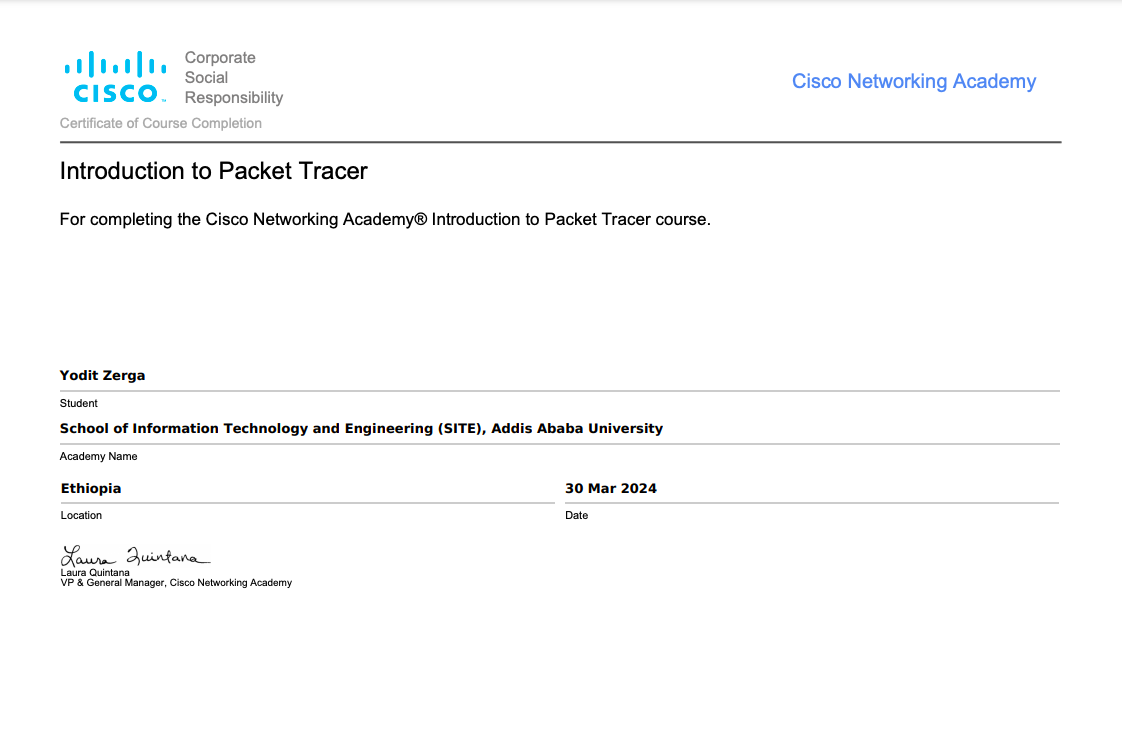 CISCO™
Corporate
Social
Responsibility
Cisco Networking Academy
Certificate of Course Completion
Introduction to Packet Tracer
For completing the Cisco Networking Academy® Introduction to Packet Tracer course.
Yodit Zerga
Student
School of Information Technology and Engineering (SITE), Addis Ababa University
Academy Name
Ethiopia
30 Mar 2024
Location
Date
Laura Quintana
Laura Quintana
VP & General Manager, Cisco Networking Academy